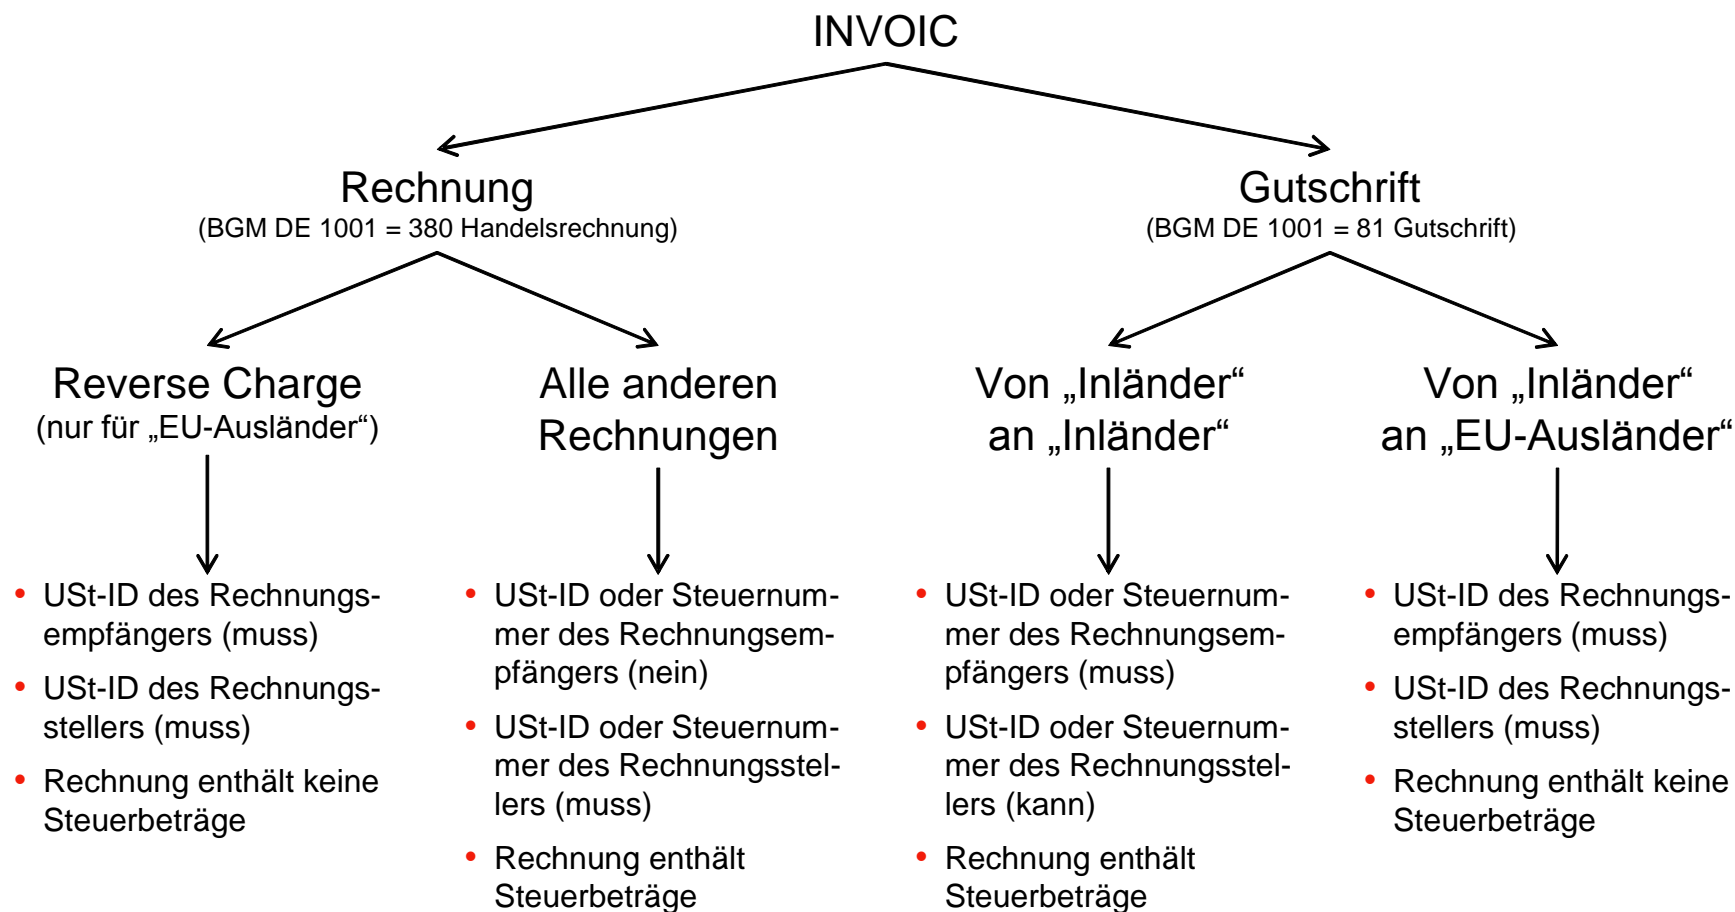 INVOIC
Rechnung
(BGM DE 1001 = 380 Handelsrechnung)
Gutschrift
(BGM DE 1001 = 81 Gutschrift)
Reverse Charge
(nur für „EU-Ausländer“)
Alle anderen
Rechnungen
Von „Inländer“
an „Inländer“
Von „Inländer“
an „EU-Ausländer“
• USt-ID des Rechnungs-
empfängers (muss)
• USt-ID des Rechnungs-
stellers (muss)
• Rechnung enthält keine
Steuerbeträge
• USt-ID oder Steuernum-
mer des Rechnungsem-
pfängers (nein)
• USt-ID oder Steuernum-
mer des Rechnungsstel-
lers (muss)
• Rechnung enthält
Steuerbeträge
• USt-ID oder Steuernum-
mer des Rechnungsem-
pfängers (muss)
• USt-ID oder Steuernum-
mer des Rechnungsstel-
lers (kann)
• Rechnung enthält
Steuerbeträge
• USt-ID des Rechnungs-
empfängers (muss)
• USt-ID des Rechnungs-
stellers (muss)
• Rechnung enthält keine
Steuerbeträge